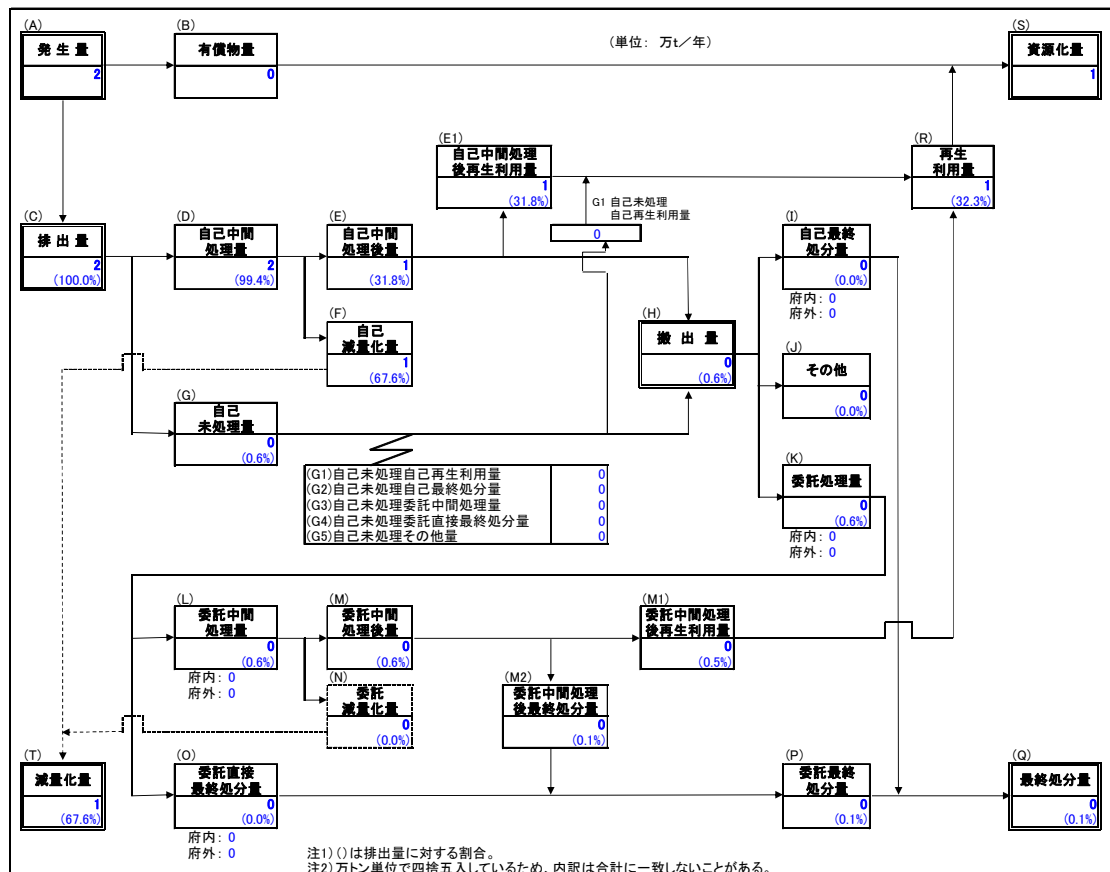 (A)
発 生 量
2
(B)
有償物量
0
(単位: 万t/年)
(S)
資源化量
1
(E1)
自己中間処理
後再生利用量
1
(31.8%)
G1 自己未処理
自己再生利用量
0
(R)
再生
利用量
1
(32.3%)
(C)
排 出 量
2
(100.0%)
(D)
自己中間
処理量
2
(99.4%)
(E)
自己中間
処理後量
1
(31.8%)
(F)
自己
減量化量
1
(67.6%)
(G)
自己
未処理量
0
(0.6%)
(H)
搬 出 量
0
(0.6%)
(I)
自己最終
処分量
0
(0.0%)
府内: 0
府外: 0
(J)
その他
0
(0.0%)
(K)
委託処理量
0
(0.6%)
府内: 0
府外: 0
(G1)自己未処理自己再生利用量 0
(G2)自己未処理自己最終処分量 0
(G3)自己未処理委託中間処理量 0
(G4)自己未処理委託直接最終処分量 0
(G5)自己未処理その他量 0
(L)
委託中間
処理量
0
(0.6%)
府内: 0
府外: 0
(M)
委託中間
処理後量
0
(0.6%)
(N)
委託
減量化量
0
(0.0%)
(M1)
委託中間処理
後再生利用量
0
(0.5%)
(M2)
委託中間処理
後最終処分量
0
(0.1%)
(T)
減量化量
1
(67.6%)
(O)
委託直接
最終処分量
0
(0.0%)
府内: 0
府外: 0
(P)
委託最終
処分量
0
(0.1%)
(Q)
最終処分量
0
(0.1%)
注1)()は排出量に対する割合。
注2)万トン単位で四捨五入しているため、内訳は合計に一致しないことがある。